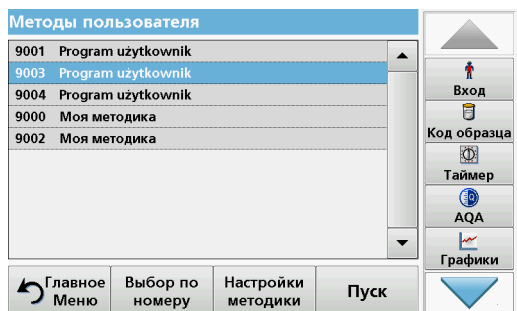 Методы пользователя
9001 Program użytkownik
9003 Program użytkownik
9004 Program użytkownik
9000 Моя методика
9002 Моя методика
Главное
Меню
Выбор по
номеру
Настройки
методики
Пуск
Вход
Код образца
Таймер
AQA
Графики